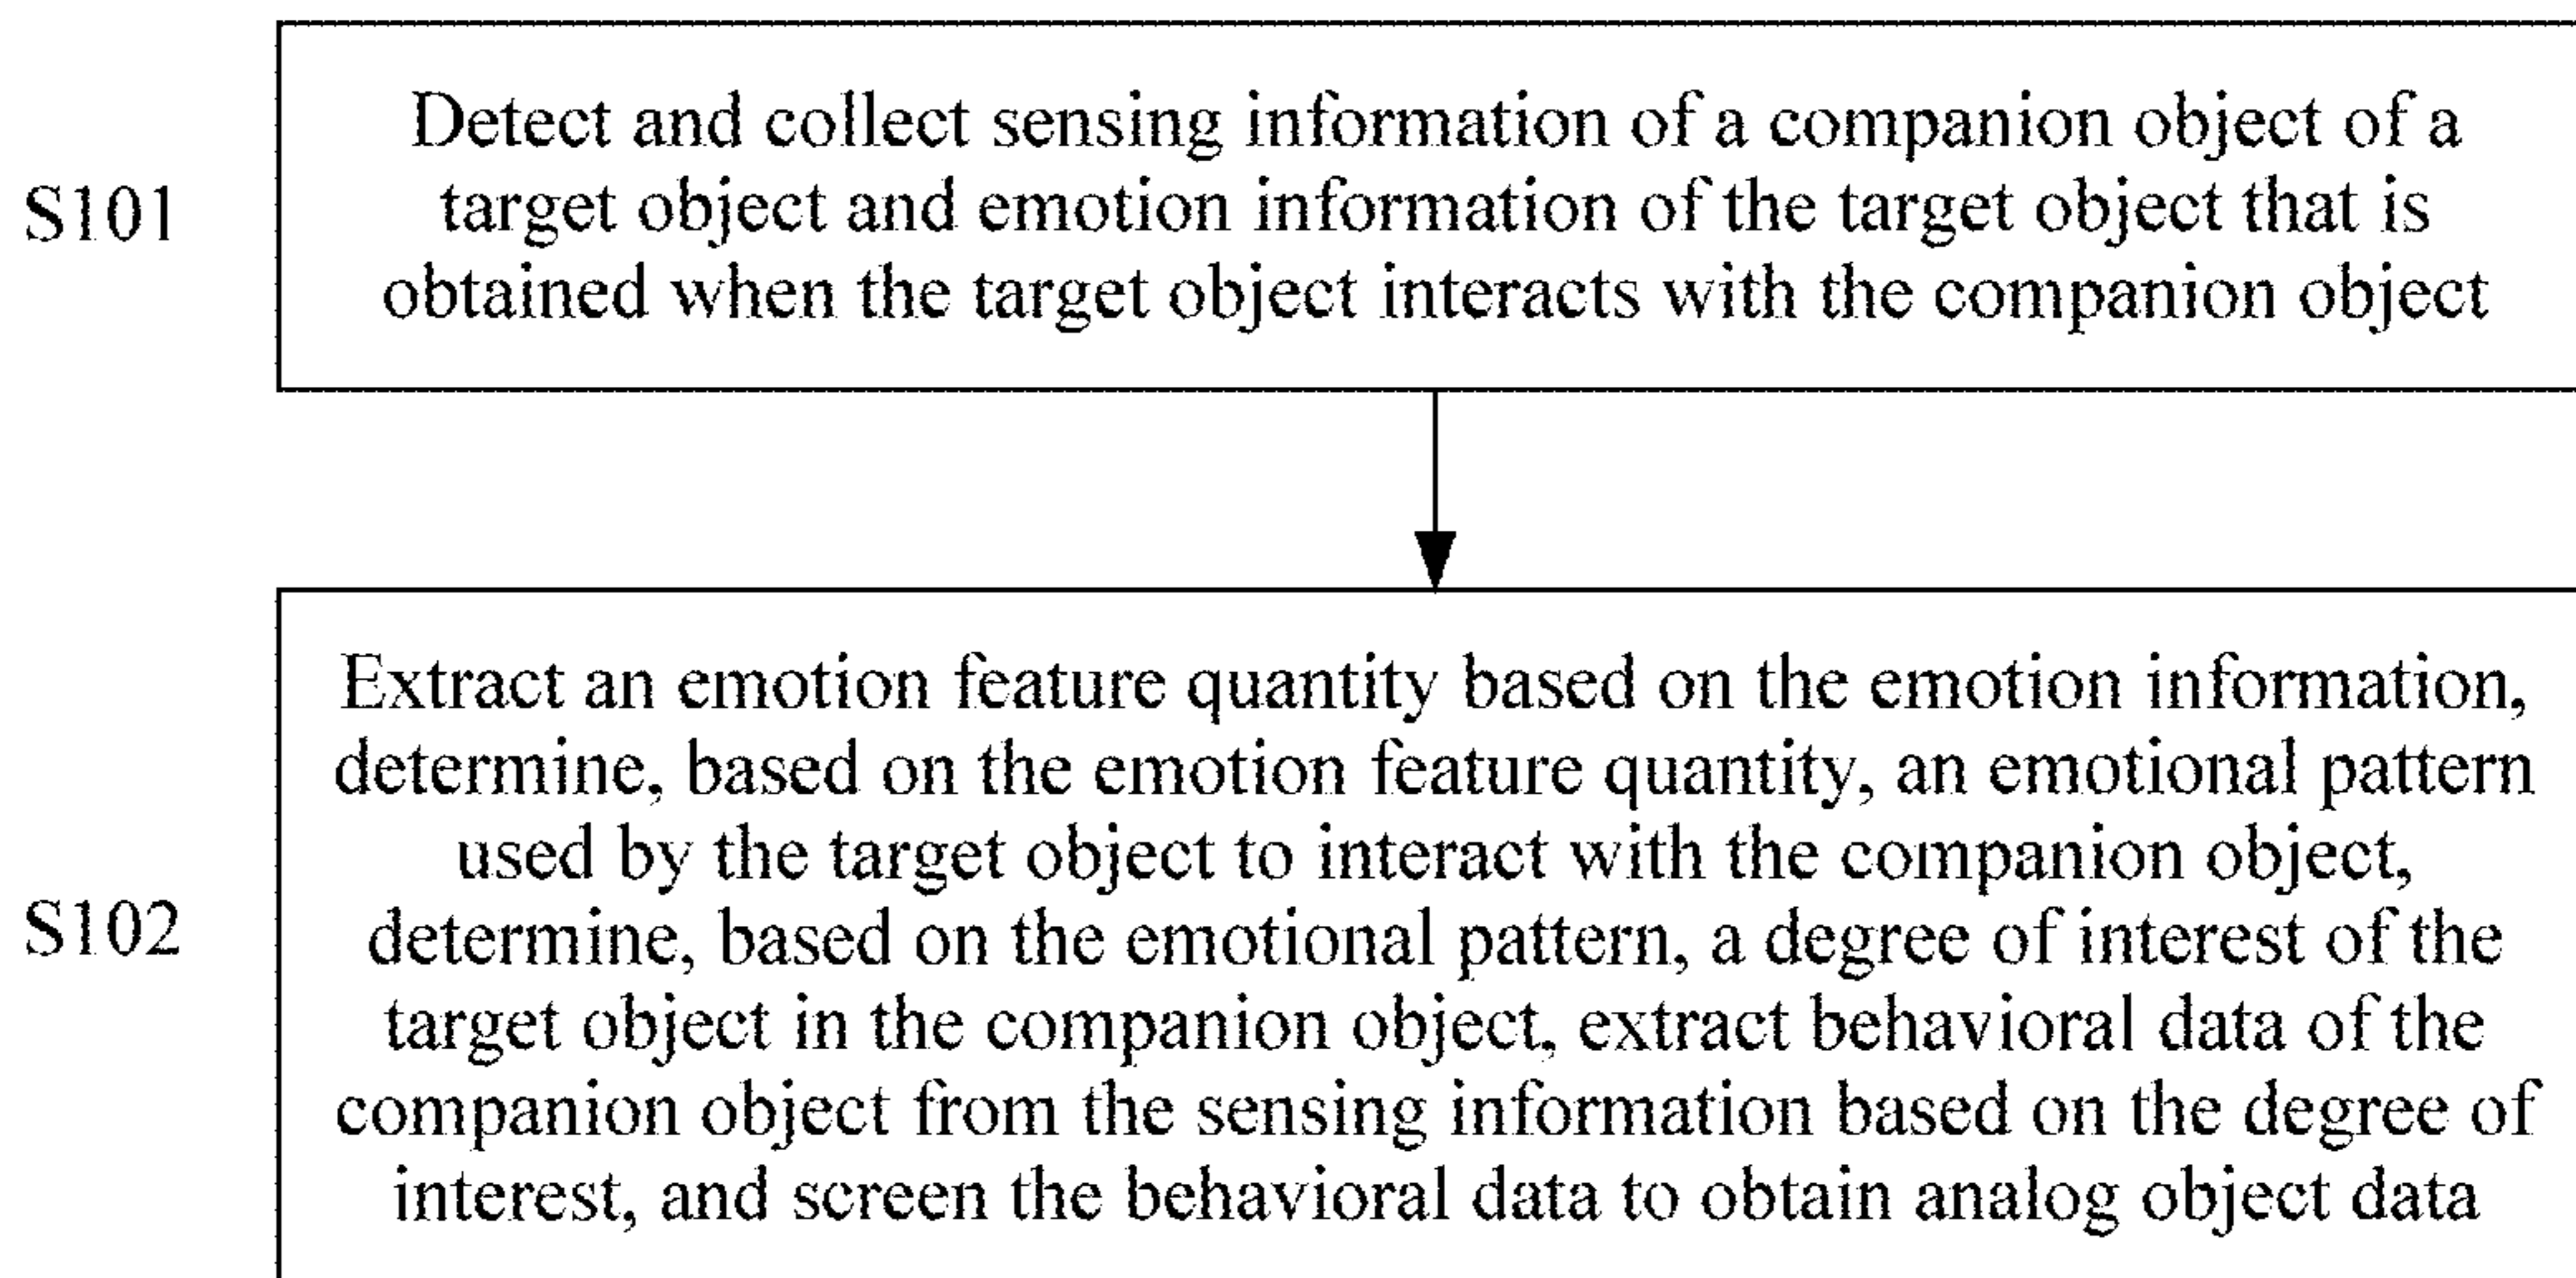 S101
Detect and collect sensing information of a companion object of a
target object and emotion information of the target object that is
obtained when the target object interacts with the companion object
S102
Extract an emotion feature quantity based on the emotion information,
determine, based on the emotion feature quantity, an emotional pattern
used by the target object to interact with the companion object,
determine, based on the emotional pattern, a degree of interest of the
target object in the companion object, extract behavioral data of the
companion object from the sensing information based on the degree of
interest, and screen the behavioral data to obtain analog object data